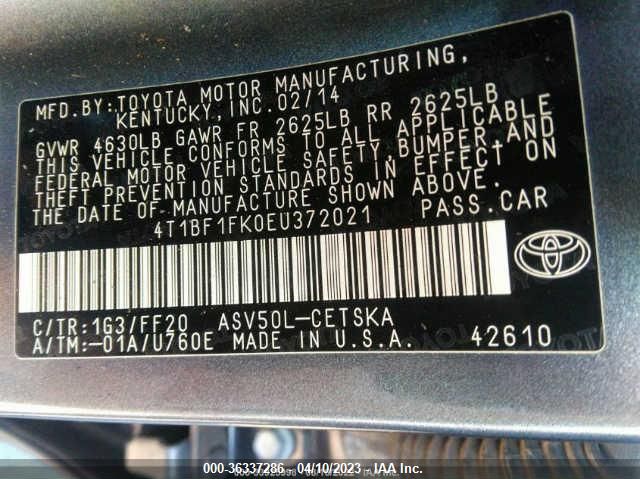 MFD.BY:TOYOTA MOTOR MANUFACTURING,
KENTUCKY,INC.02/14
GVWR 4630LB GAWR FR 2625LB RR 2625LB
THIS VEHICLE CONFORMS TO ALL APPLICABLE
FEDERAL MOTOR VEHICLE SAFETY,BUMPER,AND
THEFT PREVENTION STANDARDS IN EFFECT ON
THE DATE OF MANUFACTURE SHOWN ABOVE.
4T1BF1FK0EU372021 PASS.CAR
C/TR:1G3/FF20 ASV50L-CETSKA
A/TM:-01A/U760E MADE IN U.S.A. 42610
000-36337286 - 04/10/2023 - IAA Inc.